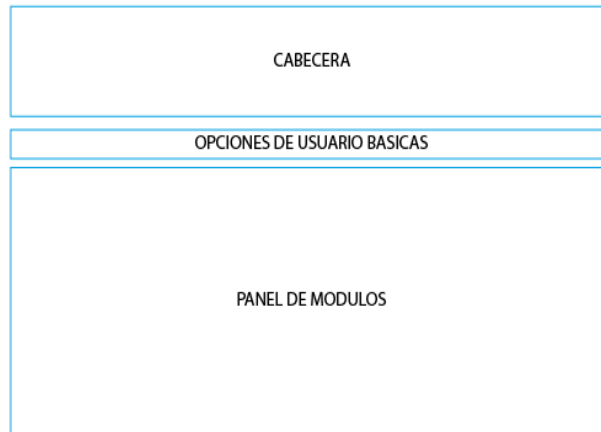 CABECERA
OPCIONES DE USUARIO BASICAS
PANEL DE MODULOS